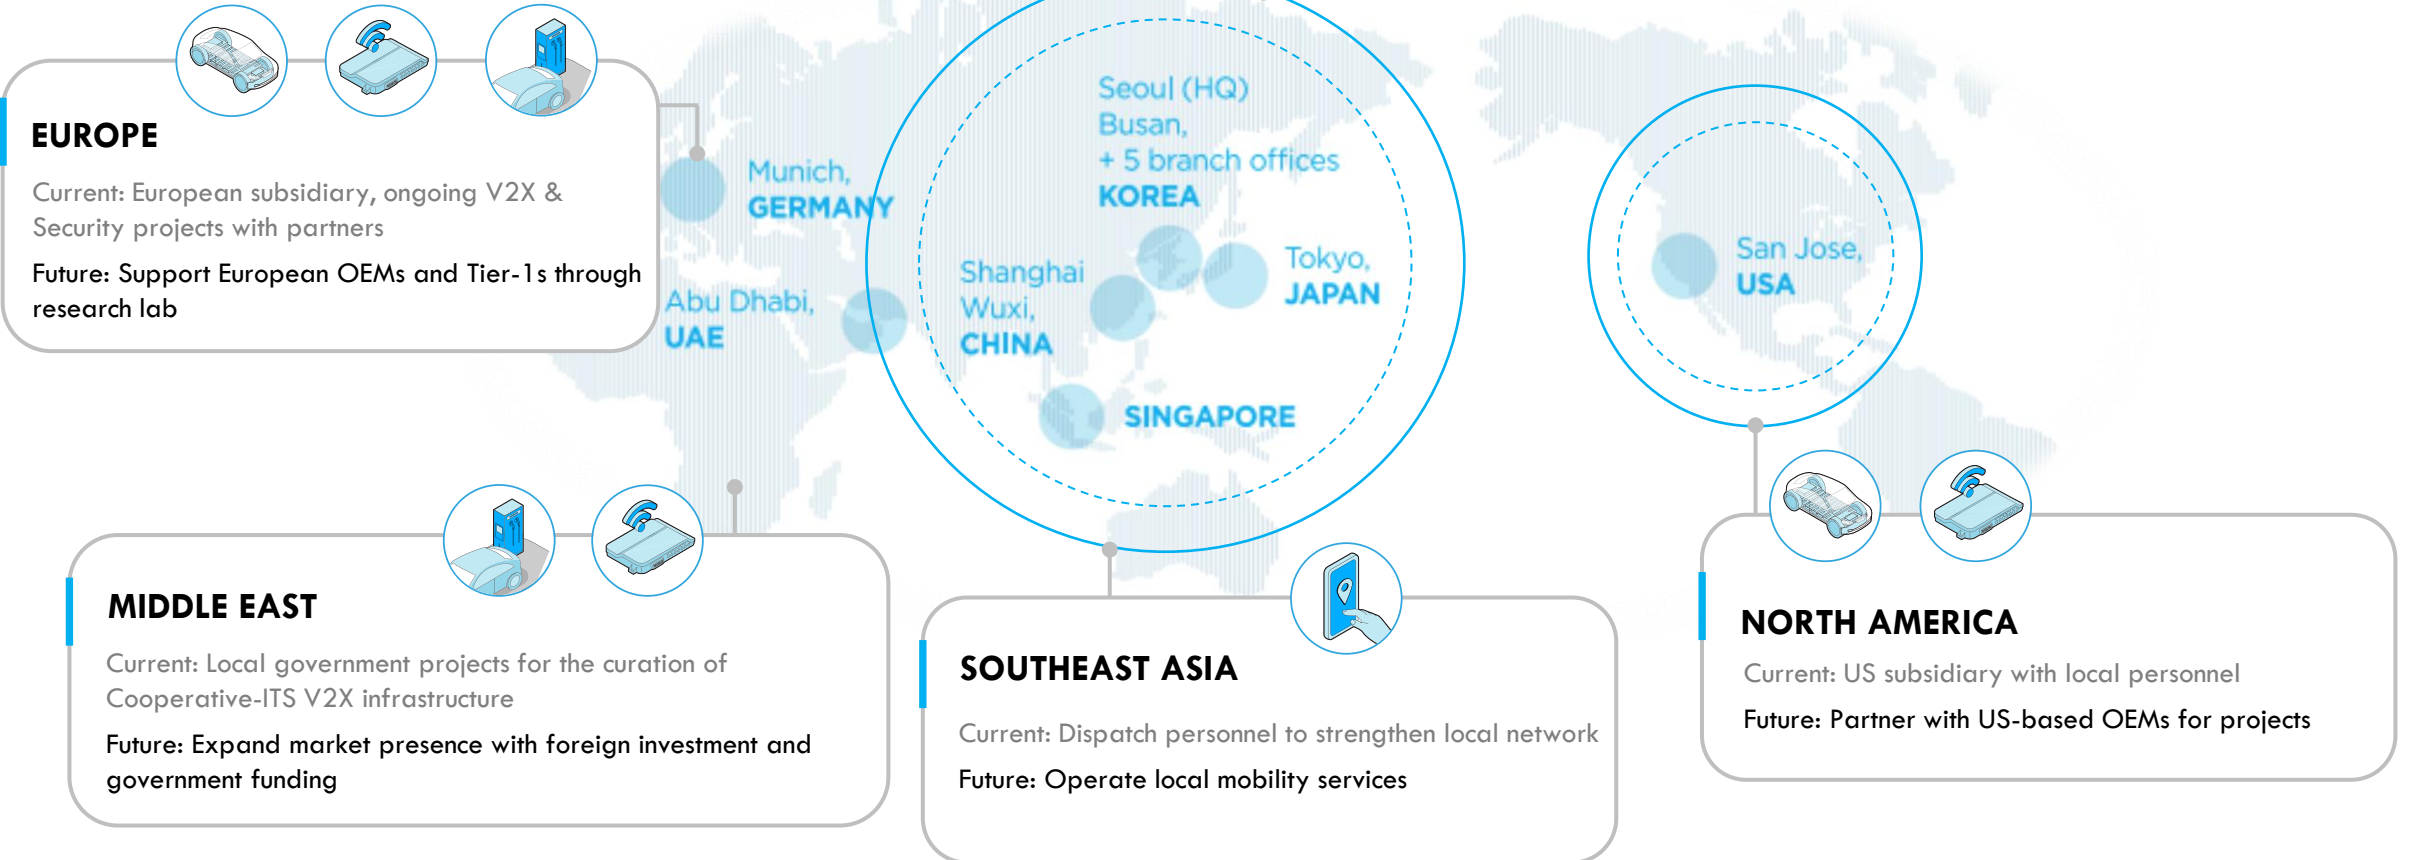 EUROPE
Current: European subsidiary, ongoing V2X &
Security projects with partners
Future: Support European OEMs and Tier-1s through
research lab
Munich,
GERMANY
Abu Dhabi,
UAE
Seoul (HQ)
Busan,
+ 5 branch offices
KOREA
Shanghai
Wuxi,
CHINA
Tokyo,
JAPAN
SINGAPORE
San Jose,
USA
MIDDLE EAST
Current: Local government projects for the curation of
Cooperative-ITS V2X infrastructure
Future: Expand market presence with foreign investment and
government funding
SOUTHEAST ASIA
Current: Dispatch personnel to strengthen local network
Future: Operate local mobility services
NORTH AMERICA
Current: US subsidiary with local personnel
Future: Partner with US-based OEMs for projects